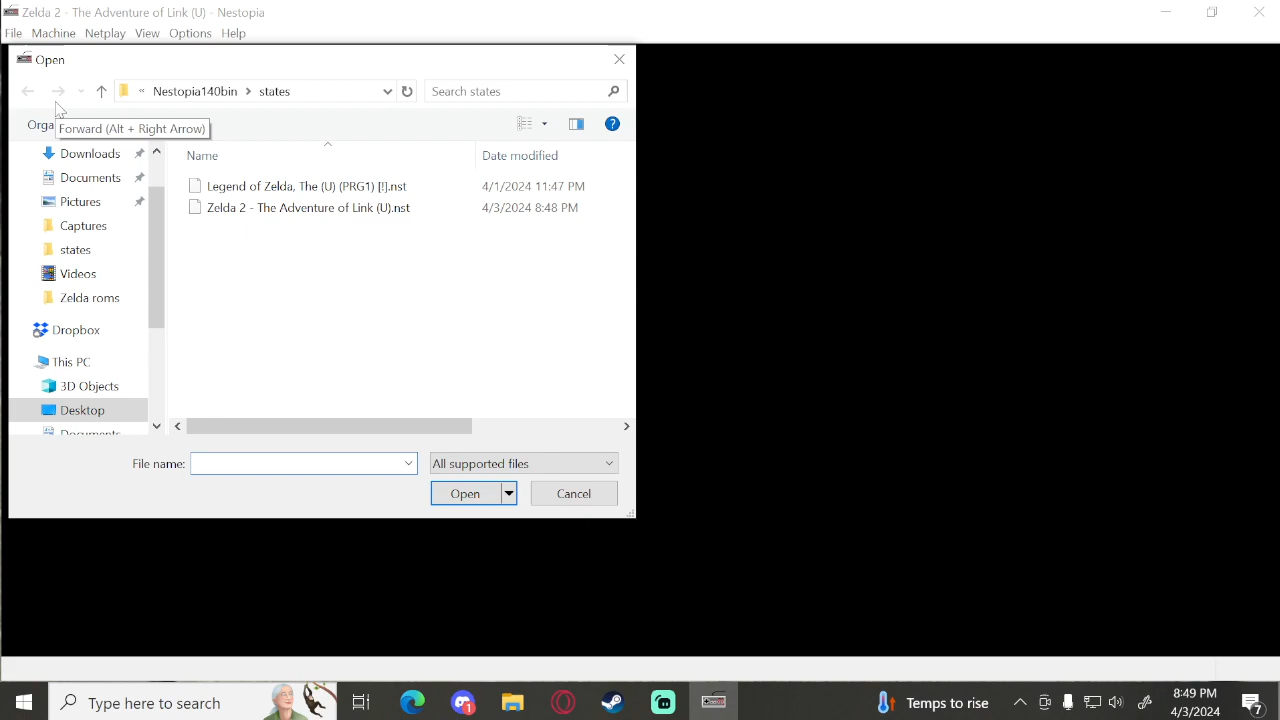 Zelda 2 - The Adventure of Link (U) - Nestopia
File Machine Netplay View Options Help
Open
« Nestopia140bin > states
Search states
Orga
Forward (Alt + Right Arrow)
Name
Date modified
Downloads
Documents
Pictures
Captures
states
Videos
Zelda roms
Dropbox
This PC
3D Objects
Desktop
Documents
Legend of Zelda, The (U) (PRG1) [!].nst 4/1/2024 11:47 PM
Zelda 2 - The Adventure of Link (U).nst 4/3/2024 8:48 PM
File name:
All supported files
Open
Cancel
Type here to search
1
Temps to rise
8:49 PM
4/3/2024
7